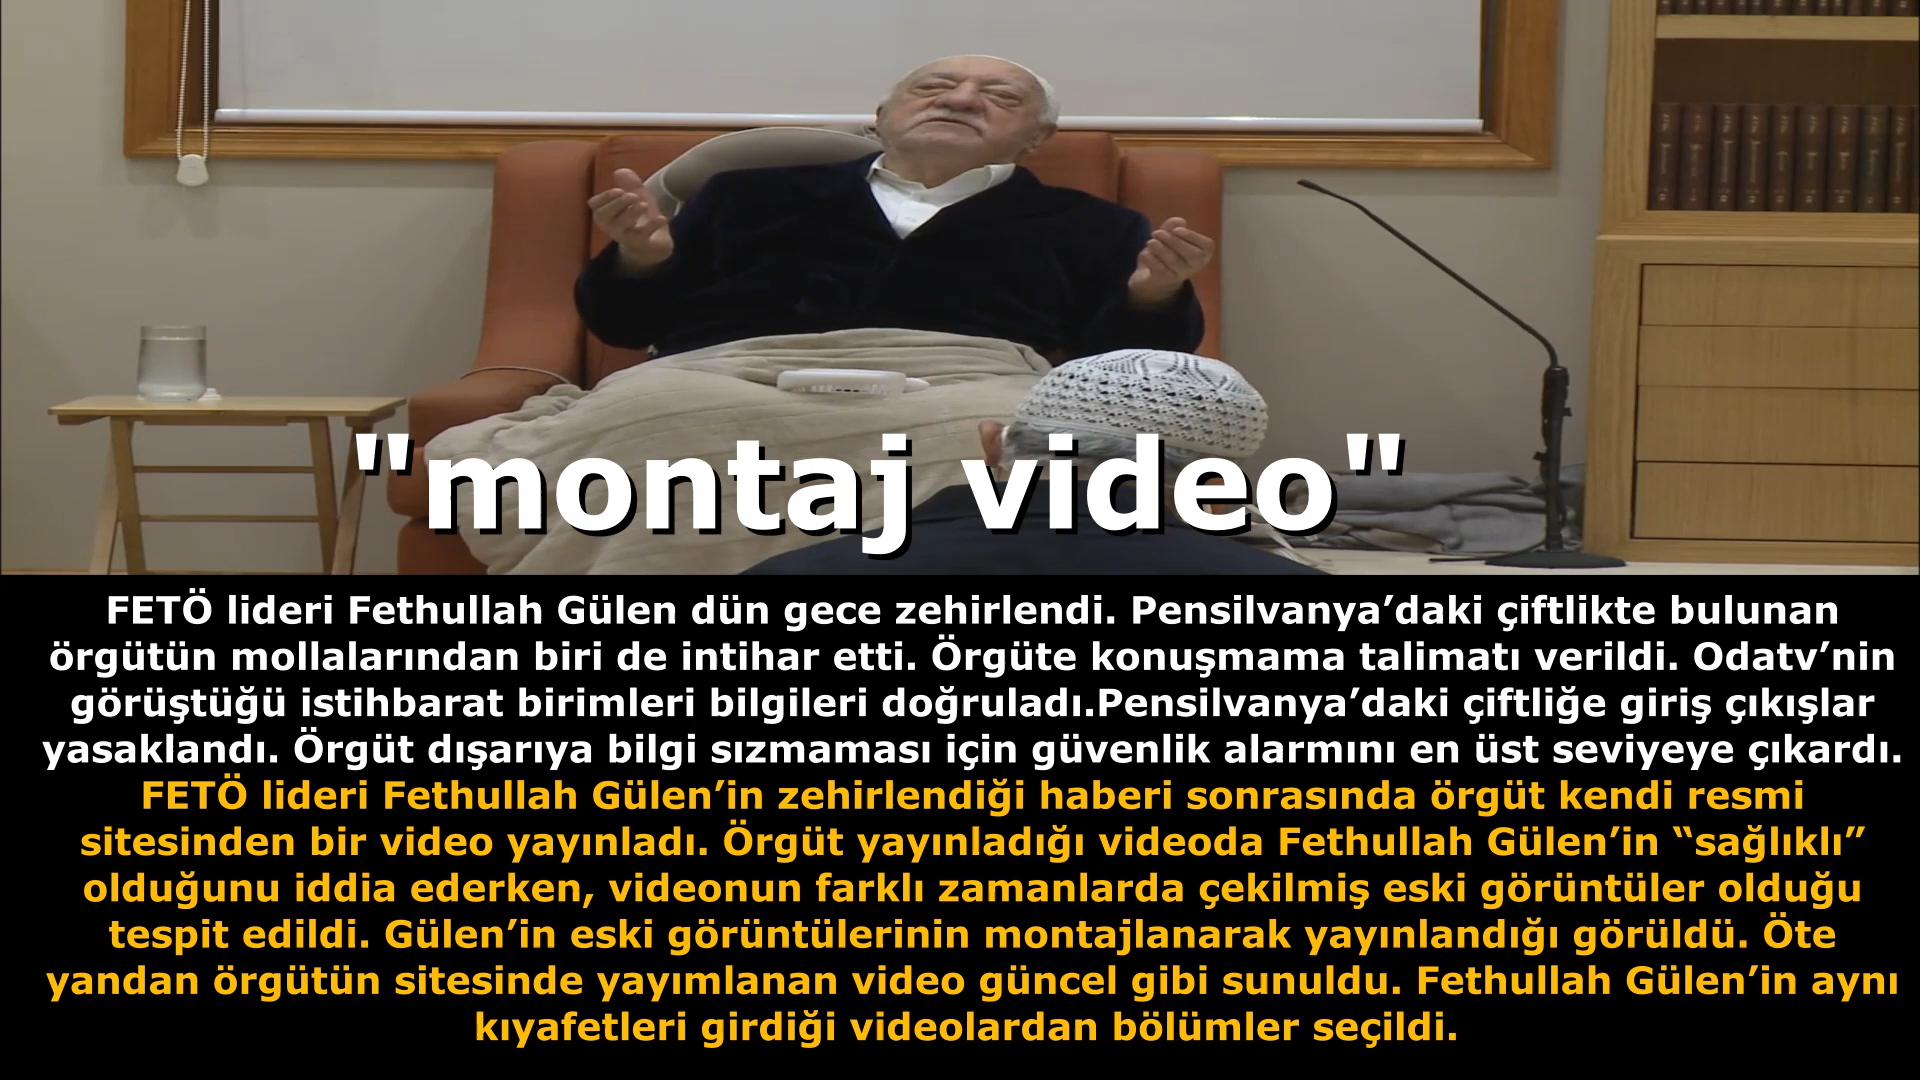 "montaj video"
FETÖ lideri Fethullah Gülen dün gece zehirlendi. Pensilvanya’daki çiftlikte bulunan
örgütün mollalarından biri de intihar etti. Örgüte konuşmama talimatı verildi. Odatv’nin
görüştüğü istihbarat birimleri bilgileri doğruladı.Pensilvanya’daki çiftliğe giriş çıkışlar
yasaklandı. Örgüt dışarıya bilgi sızmaması için güvenlik alarmını en üst seviyeye çıkardı.
FETÖ lideri Fethullah Gülen’in zehirlendiği haberi sonrasında örgüt kendi resmi
sitesinden bir video yayınladı. Örgüt yayınladığı videoda Fethullah Gülen’in “sağlıklı”
olduğunu iddia ederken, videonun farklı zamanlarda çekilmiş eski görüntüler olduğu
tespit edildi. Gülen’in eski görüntülerinin montajlanarak yayınlandığı görüldü. Öte
yandan örgütün sitesinde yayımlanan video güncel gibi sunuldu. Fethullah Gülen’in aynı
kıyafetleri girdiği videolardan bölümler seçildi.